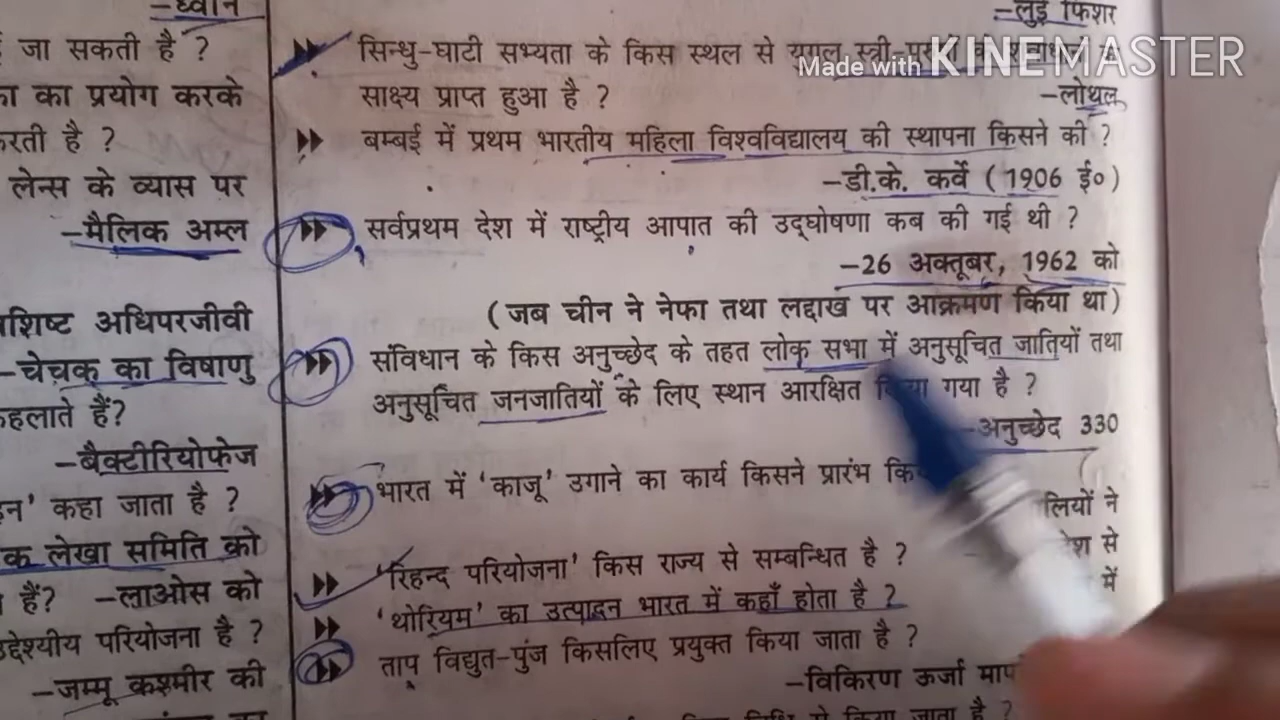 –ध्वनि
जा सकती है ?
का प्रयोग करके
करती है ?
लेन्स के व्यास पर
–मैलिक अम्ल
अधिपरजीवी
–चेचक का विषाणु
कहलाते हैं?
–बैक्टीरियोफेज
कहा जाता है ?
लेखा समिति को
हैं? –लाओस को
परियोजना है ?
–जम्मू कश्मीर की
–लुई फिशर
सिन्धु-घाटी सभ्यता के किस स्थल से युगल स्त्री-
Made with KINEMASTER
साक्ष्य प्राप्त हुआ है ?
–लोथल
बम्बई में प्रथम भारतीय महिला विश्वविद्यालय की स्थापना किसने की ?
–डी.के. कर्वे (1906 ई०)
सर्वप्रथम देश में राष्ट्रीय आपात की उद्घोषणा कब की गई थी ?
–26 अक्तूबर, 1962 को
(जब चीन ने नेफा तथा लद्दाख पर आक्रमण किया था)
संविधान के किस अनुच्छेद के तहत लोक सभा में अनुसूचित जातियों तथा
अनुसूचित जनजातियों के लिए स्थान आरक्षित किया गया है ?
–अनुच्छेद 330
भारत में ‘काजू’ उगाने का कार्य किसने प्रारंभ
ने
‘रिहन्द परियोजना’ किस राज्य से सम्बन्धित है ?
से
‘थोरियम’ का उत्पादन भारत में कहाँ होता है ?
में
ताप विद्युत-पुंज किसलिए प्रयुक्त किया जाता है ?
–विकिरण ऊर्जा
किया जाता है ?